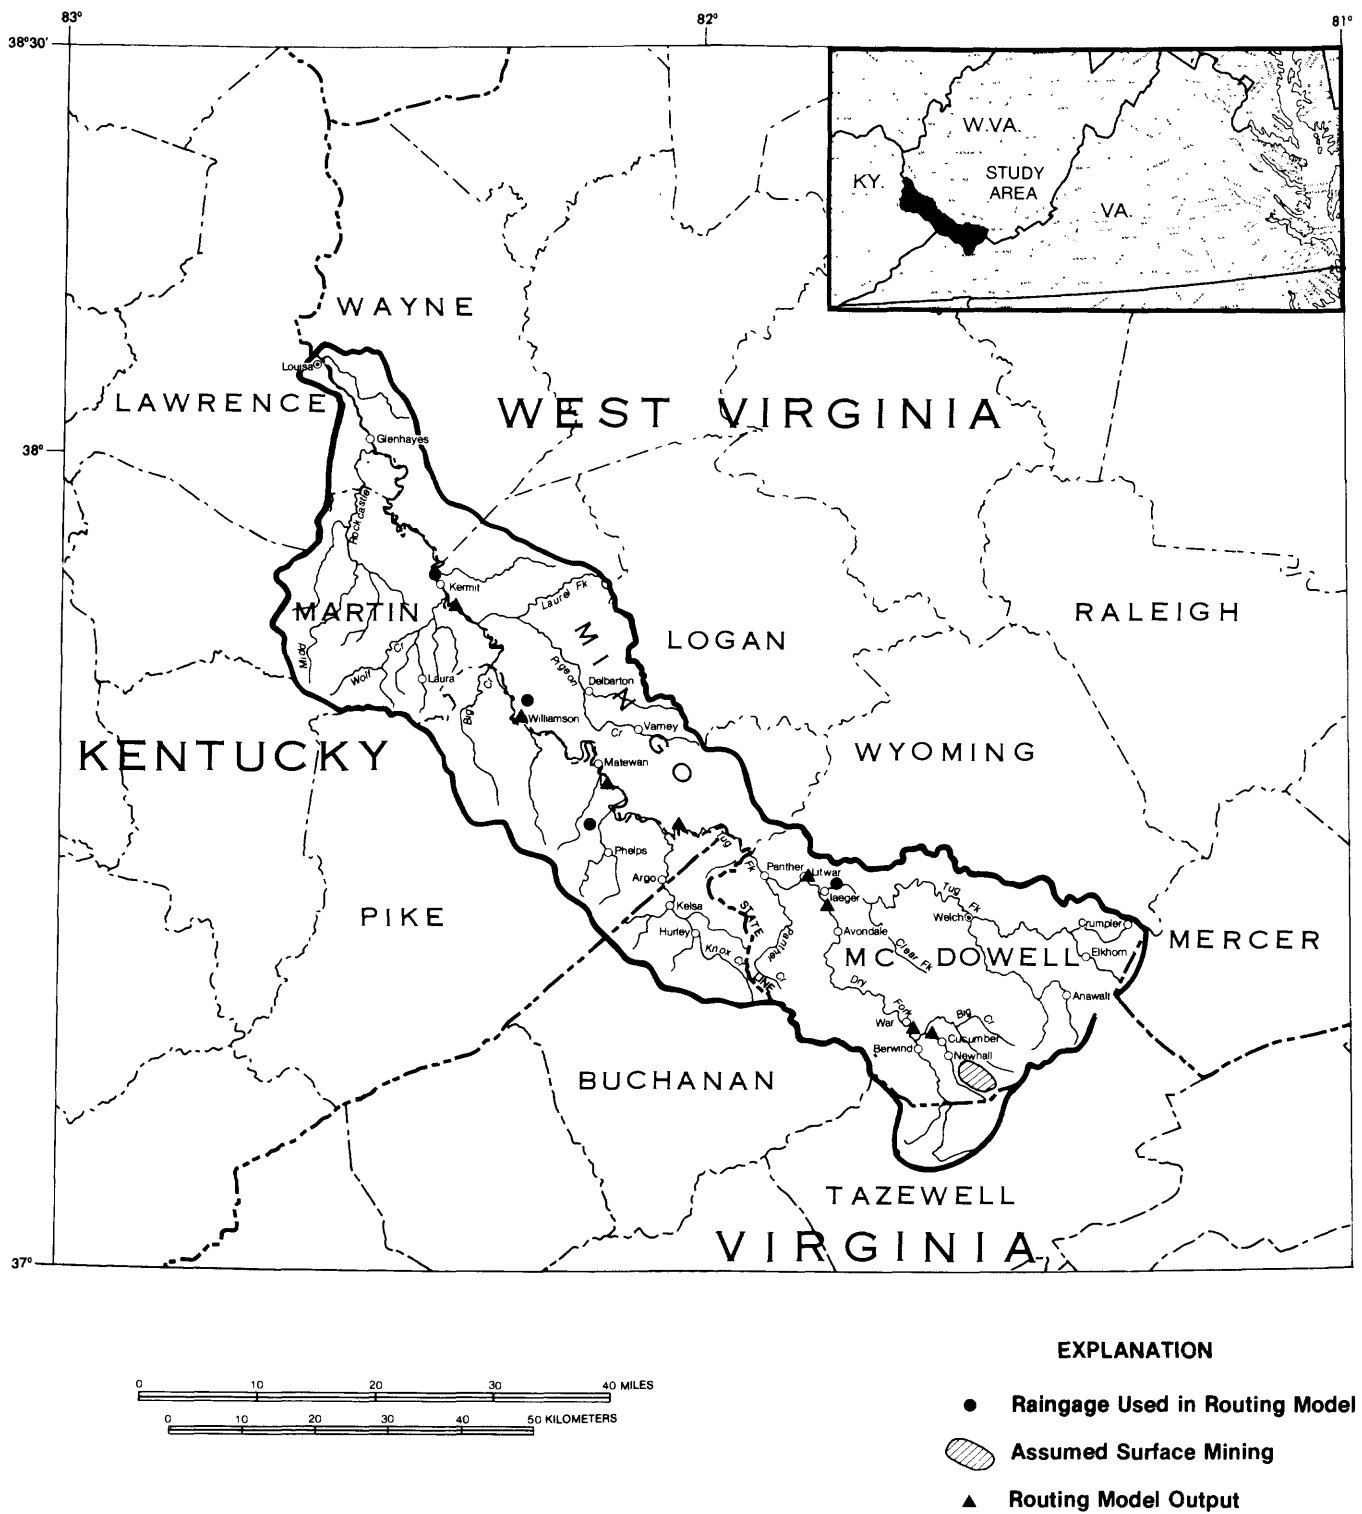 83°
82°
81°
38°30'
W.VA.
KY.
STUDY
AREA
VA.
WAYNE
Louisa
LAWRENCE
WEST VIRGINIA
Glenhayes
38°
Rockcastle
Kermit
Laurel Fk
MARTIN
MINGO
LOGAN
RALEIGH
Midd
Wolf Cr
Laura
Pigeon
Cr
Delbarton
Big Cr
Williamson
Varney
KENTUCKY
WYOMING
Matewan
Tug Fk
Phelps
Panther
Litwar
Argo
Iaeger
Tug Fk
PIKE
Kelsa
STATE LINE
Welch
Crumpler
Hurley
Avondale
MERCER
Knox
Panther Cr
Clear Fk
MC DOWELL
Elkhorn
Dry Fork
Anawalt
War
Big Cr
Cucumber
Berwind
Newhall
BUCHANAN
TAZEWELL
VIRGINIA
37°
EXPLANATION
0 10 20 30 40 MILES
0 10 20 30 40 50 KILOMETERS
Raingage Used in Routing Model
Assumed Surface Mining
Routing Model Output